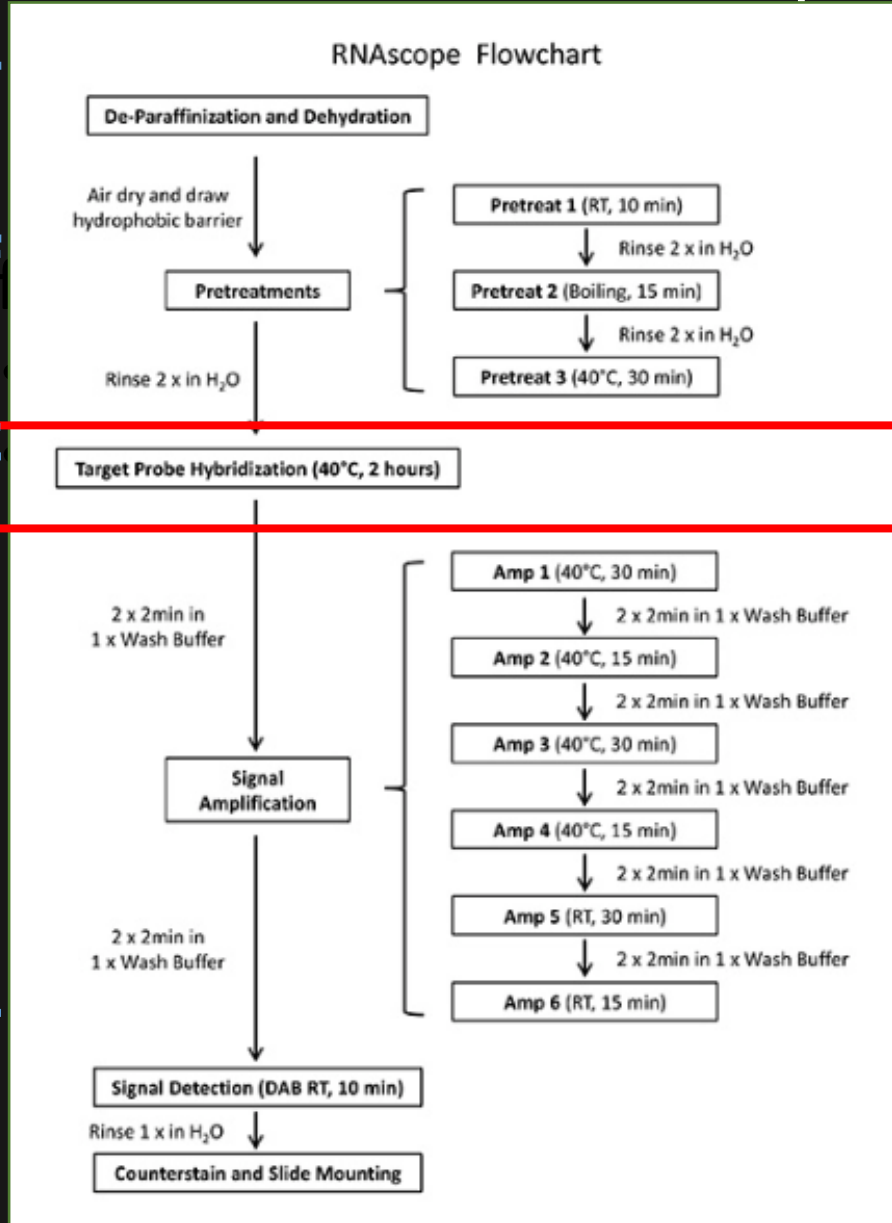 RNAscope Flowchart
De-Paraffinization and Dehydration
Air dry and draw
hydrophobic barrier
Pretreatments
Pretreat 1 (RT, 10 min)
Rinse 2 x in H₂O
Pretreat 2 (Boiling, 15 min)
Rinse 2 x in H₂O
Pretreat 3 (40°C, 30 min)
Rinse 2 x in H₂O
Target Probe Hybridization (40°C, 2 hours)
2 x 2min in
1 x Wash Buffer
Signal
Amplification
Amp 1 (40°C, 30 min)
2 x 2min in 1 x Wash Buffer
Amp 2 (40°C, 15 min)
2 x 2min in 1 x Wash Buffer
Amp 3 (40°C, 30 min)
2 x 2min in 1 x Wash Buffer
Amp 4 (40°C, 15 min)
2 x 2min in 1 x Wash Buffer
Amp 5 (RT, 30 min)
2 x 2min in 1 x Wash Buffer
Amp 6 (RT, 15 min)
2 x 2min in
1 x Wash Buffer
Signal Detection (DAB RT, 10 min)
Rinse 1 x in H₂O
Counterstain and Slide Mounting